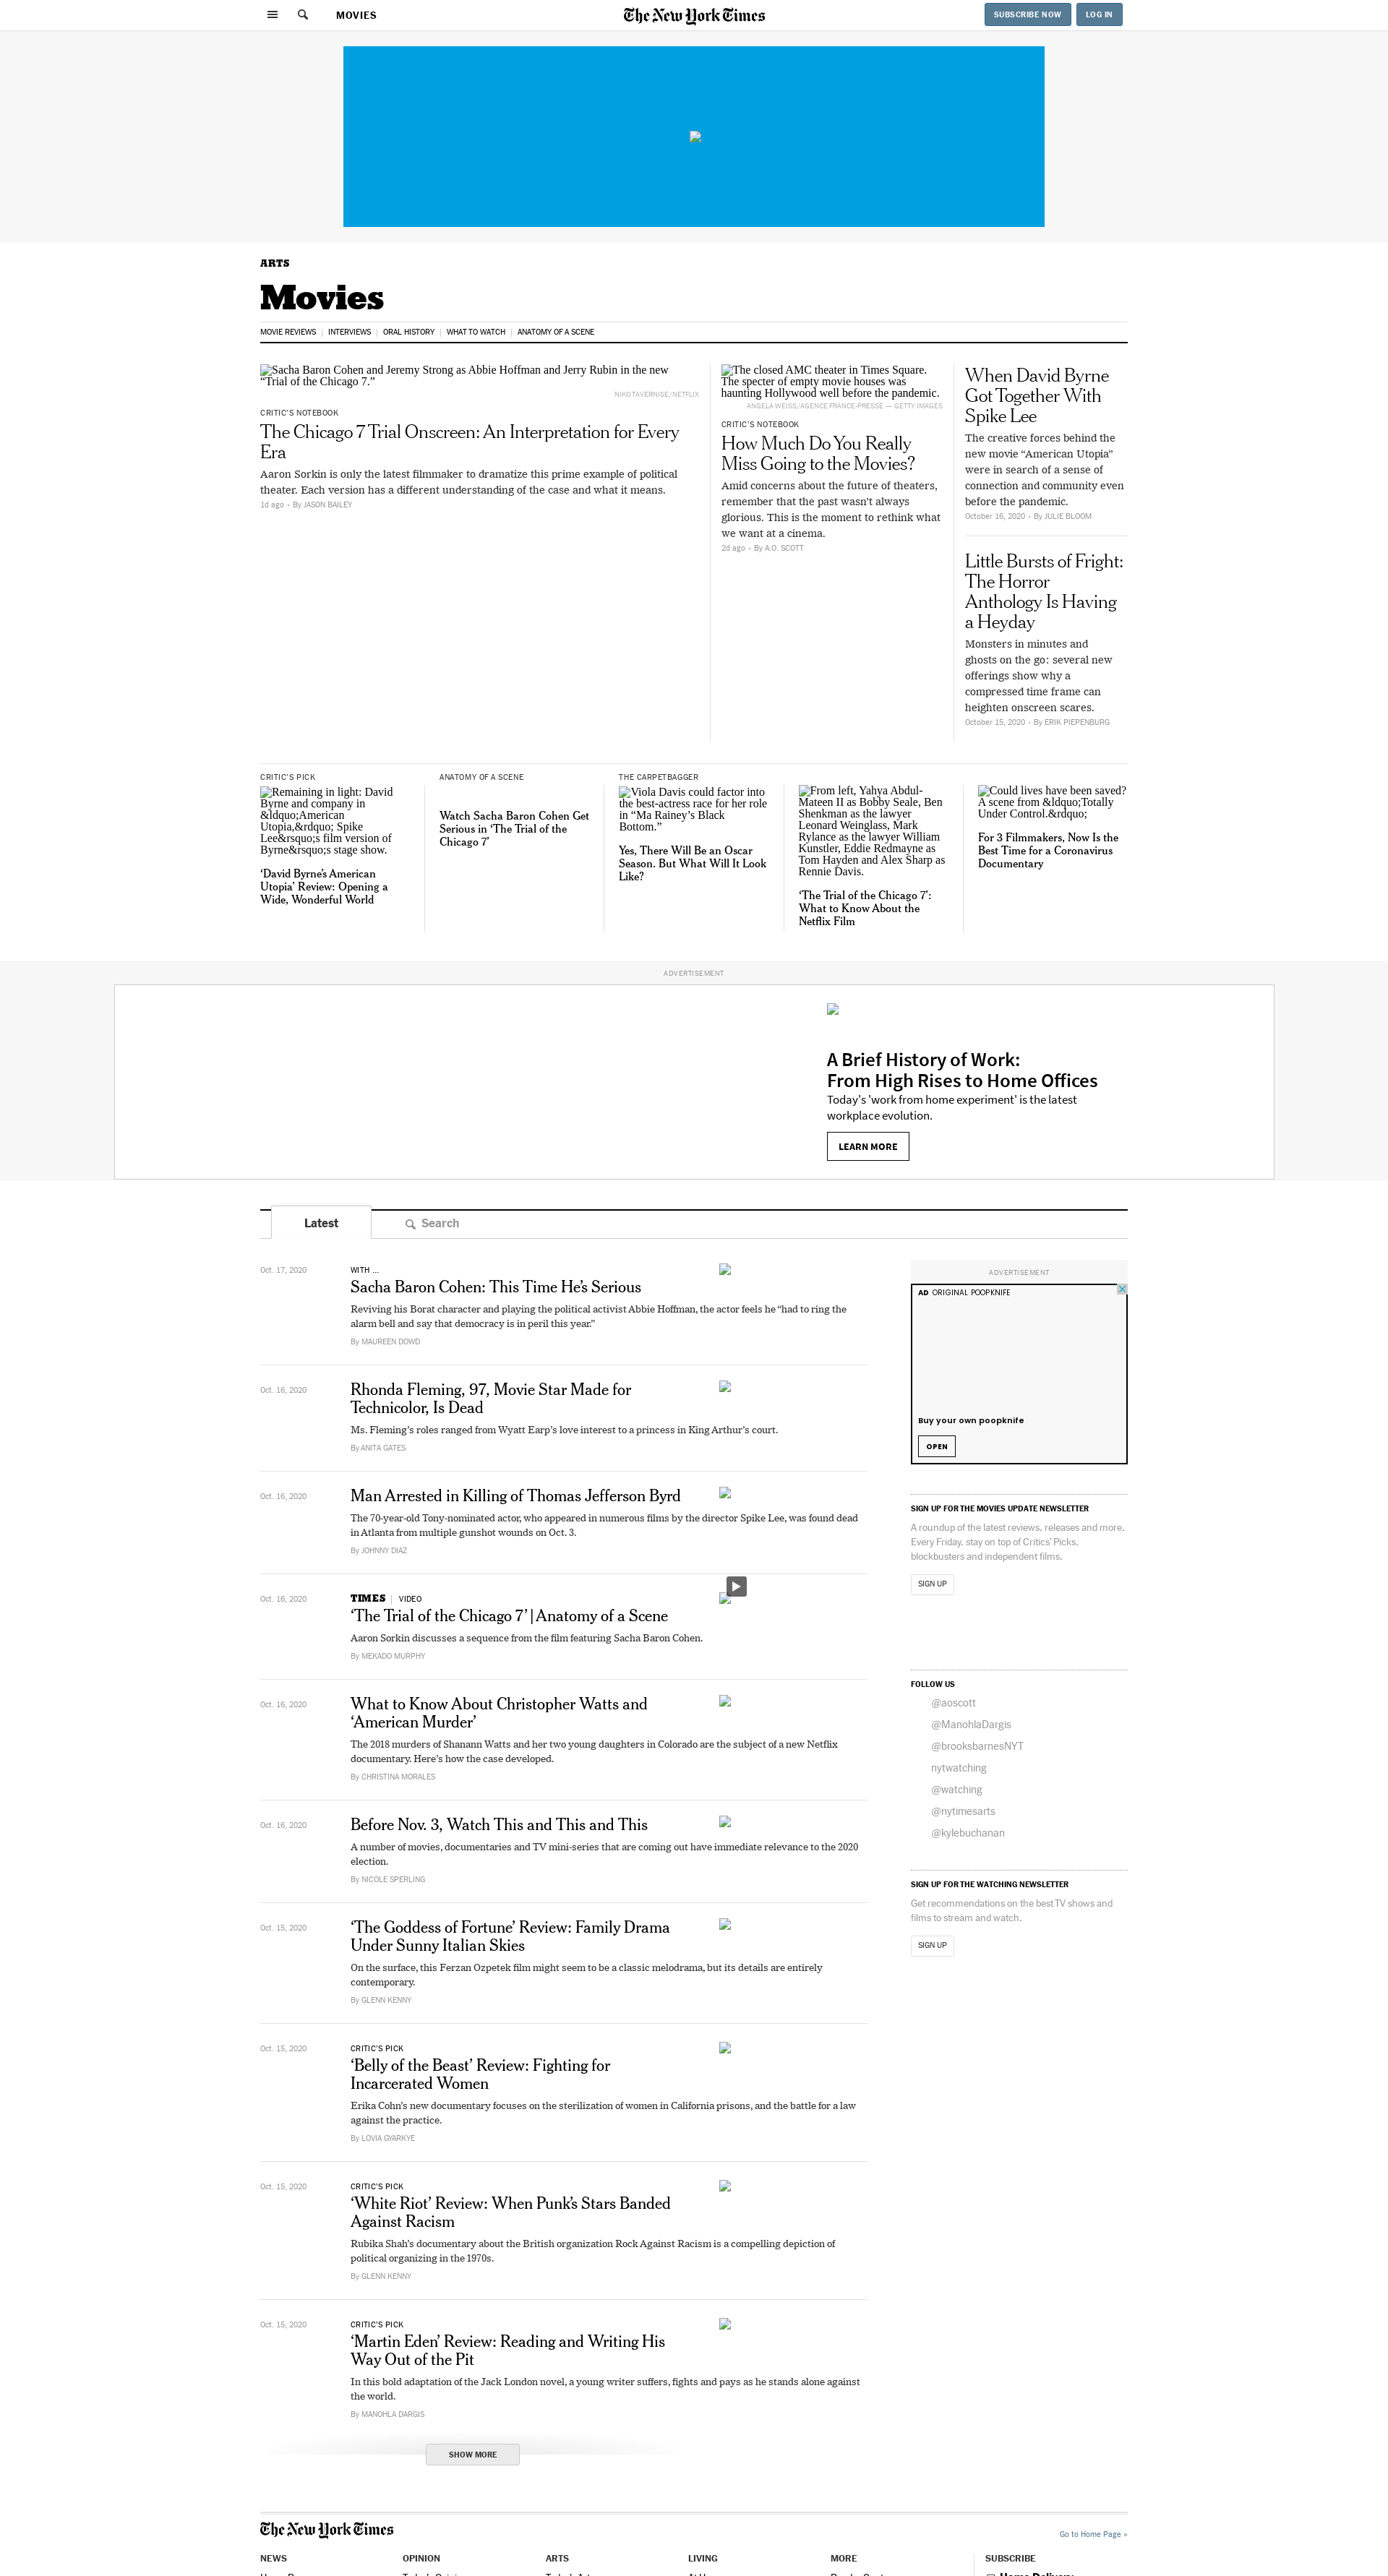 MOVIES
The New York Times
SUBSCRIBE NOW
LOG IN
ARTS
Movies
MOVIE REVIEWS | INTERVIEWS | ORAL HISTORY | WHAT TO WATCH | ANATOMY OF A SCENE
Sacha Baron Cohen and Jeremy Strong as Abbie Hoffman and Jerry Rubin in the new
“Trial of the Chicago 7.”
NIKO TAVERNISE/NETFLIX
CRITIC’S NOTEBOOK
The Chicago 7 Trial Onscreen: An Interpretation for Every
Era
Aaron Sorkin is only the latest filmmaker to dramatize this prime example of political
theater. Each version has a different understanding of the case and what it means.
1d ago • By JASON BAILEY
The closed AMC theater in Times Square.
The specter of empty movie houses was
haunting Hollywood well before the pandemic.
ANGELA WEISS/AGENCE FRANCE-PRESSE — GETTY IMAGES
CRITIC’S NOTEBOOK
How Much Do You Really
Miss Going to the Movies?
Amid concerns about the future of theaters,
remember that the past wasn’t always
glorious. This is the moment to rethink what
we want at a cinema.
2d ago • By A.O. SCOTT
When David Byrne
Got Together With
Spike Lee
The creative forces behind the
new movie “American Utopia”
were in search of a sense of
connection and community even
before the pandemic.
October 16, 2020 • By JULIE BLOOM
Little Bursts of Fright:
The Horror
Anthology Is Having
a Heyday
Monsters in minutes and
ghosts on the go: several new
offerings show why a
compressed time frame can
heighten onscreen scares.
October 15, 2020 • By ERIK PIEPENBURG
CRITIC’S PICK
Remaining in light: David
Byrne and company in
&ldquo;American
Utopia,&rdquo; Spike
Lee&rsquo;s film version of
Byrne&rsquo;s stage show.
‘David Byrne’s American
Utopia’ Review: Opening a
Wide, Wonderful World
ANATOMY OF A SCENE
Watch Sacha Baron Cohen Get
Serious in ‘The Trial of the
Chicago 7’
THE CARPETBAGGER
Viola Davis could factor into
the best-actress race for her role
in “Ma Rainey’s Black
Bottom.”
Yes, There Will Be an Oscar
Season. But What Will It Look
Like?
From left, Yahya Abdul-
Mateen II as Bobby Seale, Ben
Shenkman as the lawyer
Leonard Weinglass, Mark
Rylance as the lawyer William
Kunstler, Eddie Redmayne as
Tom Hayden and Alex Sharp as
Rennie Davis.
‘The Trial of the Chicago 7’:
What to Know About the
Netflix Film
Could lives have been saved?
A scene from &ldquo;Totally
Under Control.&rdquo;
For 3 Filmmakers, Now Is the
Best Time for a Coronavirus
Documentary
ADVERTISEMENT
A Brief History of Work:
From High Rises to Home Offices
Today's 'work from home experiment' is the latest
workplace evolution.
LEARN MORE
Latest
Search
Oct. 17, 2020
WITH ...
Sacha Baron Cohen: This Time He’s Serious
Reviving his Borat character and playing the political activist Abbie Hoffman, the actor feels he “had to ring the
alarm bell and say that democracy is in peril this year.”
By MAUREEN DOWD
Oct. 16, 2020
Rhonda Fleming, 97, Movie Star Made for
Technicolor, Is Dead
Ms. Fleming’s roles ranged from Wyatt Earp’s love interest to a princess in King Arthur’s court.
By ANITA GATES
Oct. 16, 2020
Man Arrested in Killing of Thomas Jefferson Byrd
The 70-year-old Tony-nominated actor, who appeared in numerous films by the director Spike Lee, was found dead
in Atlanta from multiple gunshot wounds on Oct. 3.
By JOHNNY DIAZ
Oct. 16, 2020
TIMES | VIDEO
‘The Trial of the Chicago 7’ | Anatomy of a Scene
Aaron Sorkin discusses a sequence from the film featuring Sacha Baron Cohen.
By MEKADO MURPHY
Oct. 16, 2020
What to Know About Christopher Watts and
‘American Murder’
The 2018 murders of Shanann Watts and her two young daughters in Colorado are the subject of a new Netflix
documentary. Here’s how the case developed.
By CHRISTINA MORALES
Oct. 16, 2020
Before Nov. 3, Watch This and This and This
A number of movies, documentaries and TV mini-series that are coming out have immediate relevance to the 2020
election.
By NICOLE SPERLING
Oct. 15, 2020
‘The Goddess of Fortune’ Review: Family Drama
Under Sunny Italian Skies
On the surface, this Ferzan Ozpetek film might seem to be a classic melodrama, but its details are entirely
contemporary.
By GLENN KENNY
Oct. 15, 2020
CRITIC’S PICK
‘Belly of the Beast’ Review: Fighting for
Incarcerated Women
Erika Cohn’s new documentary focuses on the sterilization of women in California prisons, and the battle for a law
against the practice.
By LOVIA GYARKYE
Oct. 15, 2020
CRITIC’S PICK
‘White Riot’ Review: When Punk’s Stars Banded
Against Racism
Rubika Shah’s documentary about the British organization Rock Against Racism is a compelling depiction of
political organizing in the 1970s.
By GLENN KENNY
Oct. 15, 2020
CRITIC’S PICK
‘Martin Eden’ Review: Reading and Writing His
Way Out of the Pit
In this bold adaptation of the Jack London novel, a young writer suffers, fights and pays as he stands alone against
the world.
By MANOHLA DARGIS
SHOW MORE
ADVERTISEMENT
AD ORIGINAL POOPKNIFE
Buy your own poopknife
OPEN
SIGN UP FOR THE MOVIES UPDATE NEWSLETTER
A roundup of the latest reviews, releases and more.
Every Friday, stay on top of Critics’ Picks,
blockbusters and independent films.
SIGN UP
FOLLOW US
@aoscott
@ManohlaDargis
@brooksbarnesNYT
nytwatching
@watching
@nytimesarts
@kylebuchanan
SIGN UP FOR THE WATCHING NEWSLETTER
Get recommendations on the best TV shows and
films to stream and watch.
SIGN UP
The New York Times
Go to Home Page »
NEWS
OPINION
ARTS
LIVING
MORE
SUBSCRIBE